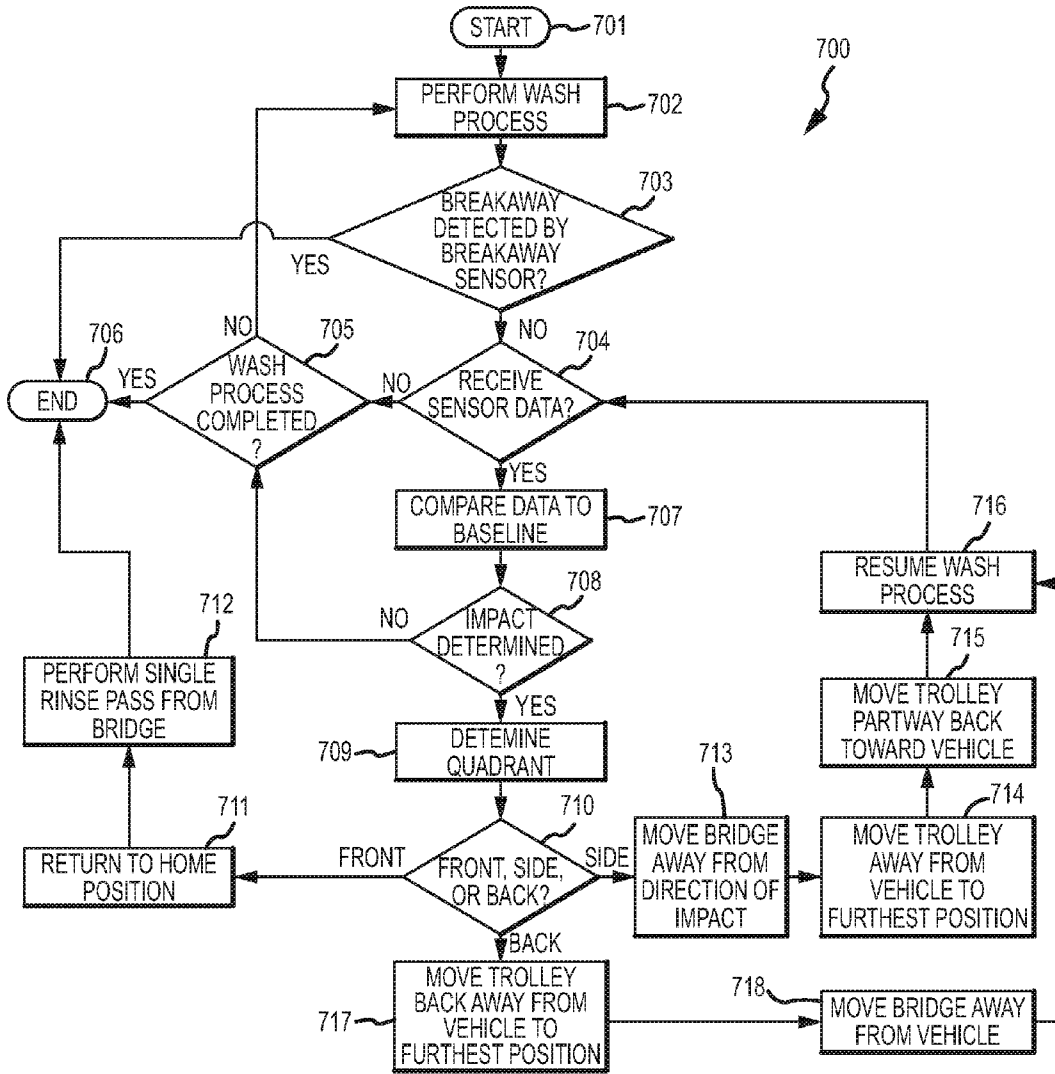 START
701
700
PERFORM WASH
PROCESS
702
703
BREAKAWAY
DETECTED BY
BREAKAWAY
SENSOR?
YES
NO
706
END
YES
NO
705
WASH
PROCESS
COMPLETED
?
NO
704
RECEIVE
SENSOR DATA?
YES
COMPARE DATA TO
BASELINE
707
708
IMPACT
DETERMINED
?
NO
YES
709
DETEMINE
QUADRANT
710
FRONT, SIDE,
OR BACK?
FRONT
SIDE
BACK
711
RETURN TO HOME
POSITION
712
PERFORM SINGLE
RINSE PASS FROM
BRIDGE
713
MOVE BRIDGE
AWAY FROM
DIRECTION OF
IMPACT
714
MOVE TROLLEY
AWAY FROM
VEHICLE TO
FURTHEST POSITION
715
MOVE TROLLEY
PARTWAY BACK
TOWARD VEHICLE
716
RESUME WASH
PROCESS
717
MOVE TROLLEY
BACK AWAY FROM
VEHICLE TO
FURTHEST POSITION
718
MOVE BRIDGE AWAY
FROM VEHICLE